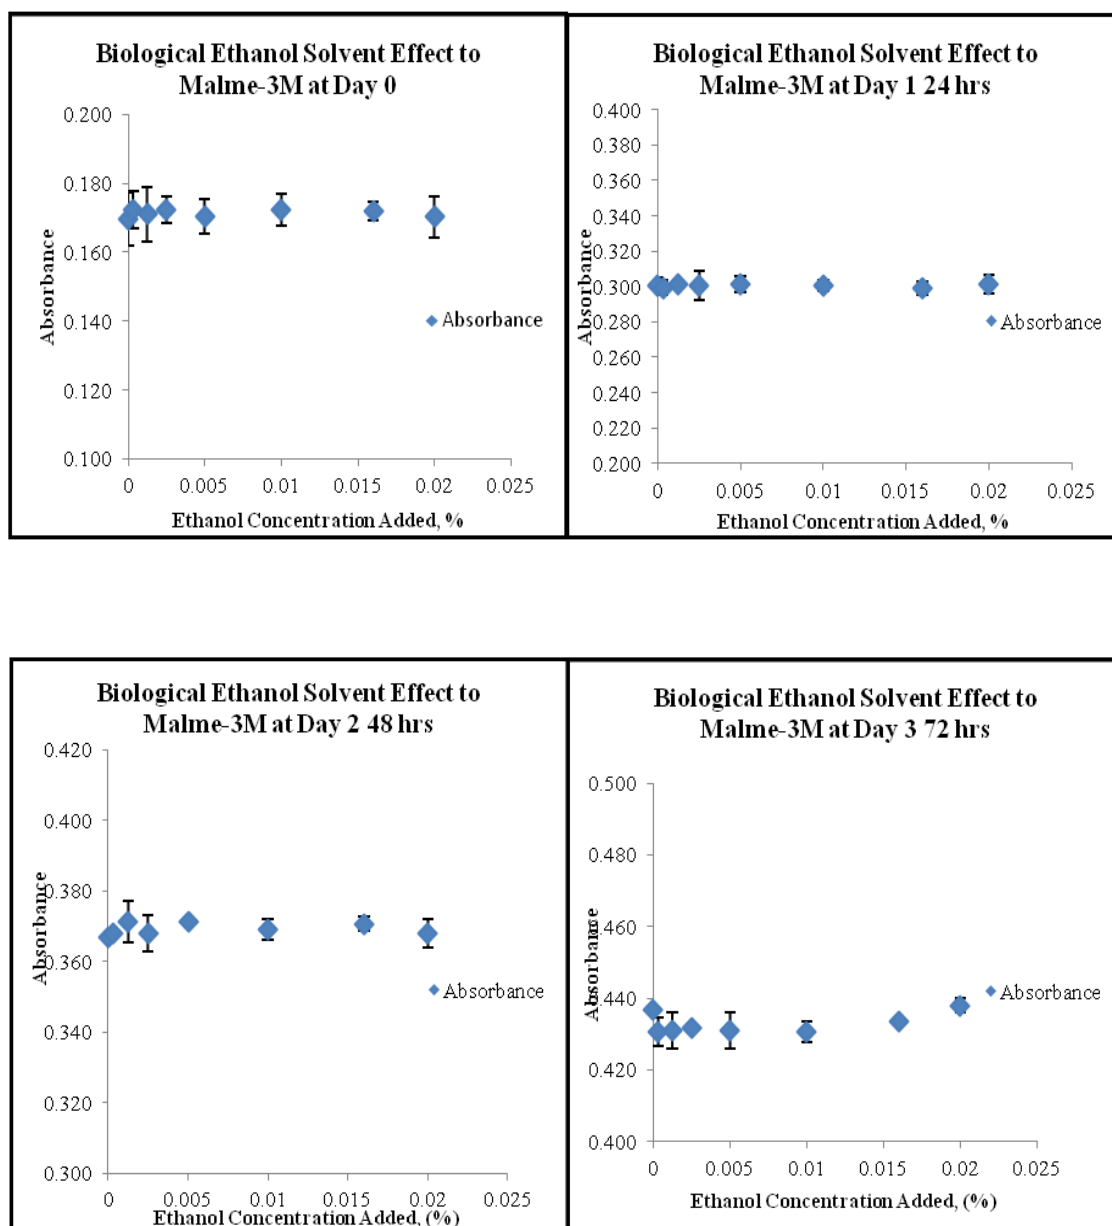 Biological Ethanol Solvent Effect to
Malme-3M at Day 0
0.200
0.180
0.160
0.140
0.120
0.100
Absorbance
Absorbance
0 0.005 0.01 0.015 0.02 0.025
Ethanol Concentration Added, %
Biological Ethanol Solvent Effect to
Malme-3M at Day 1 24 hrs
0.400
0.380
0.360
0.340
0.320
0.300
0.280
0.260
0.240
0.220
0.200
Absorbance
Absorbance
0 0.005 0.01 0.015 0.02 0.025
Ethanol Concentration Added, %
Biological Ethanol Solvent Effect to
Malme-3M at Day 2 48 hrs
0.420
0.400
0.380
0.360
0.340
0.320
0.300
Absorbance
Absorbance
0 0.005 0.01 0.015 0.02 0.025
Ethanol Concentration Added, (%)
Biological Ethanol Solvent Effect to
Malme-3M at Day 3 72 hrs
0.500
0.480
0.460
0.440
0.420
0.400
Absorbance
Absorbance
0 0.005 0.01 0.015 0.02 0.025
Ethanol Concentration Added, (%)